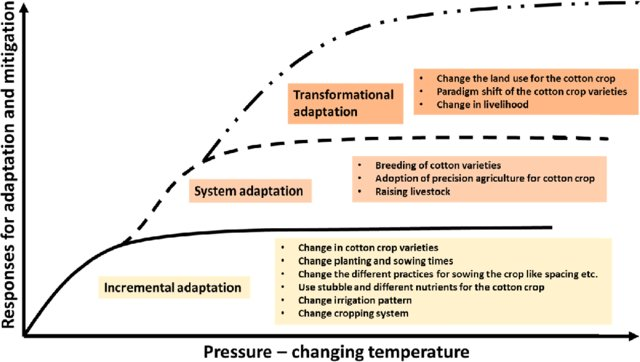 Responses for adaptation and mitigation
Transformational
adaptation
• Change the land use for the cotton crop
• Paradigm shift of the cotton crop varieties
• Change in livelihood
System adaptation
• Breeding of cotton varieties
• Adoption of precision agriculture for cotton crop
• Raising livestock
Incremental adaptation
• Change in cotton crop varieties
• Change planting and sowing times
• Change the different practices for sowing the crop like spacing etc.
• Use stubble and different nutrients for the cotton crop
• Change irrigation pattern
• Change cropping system
Pressure – changing temperature